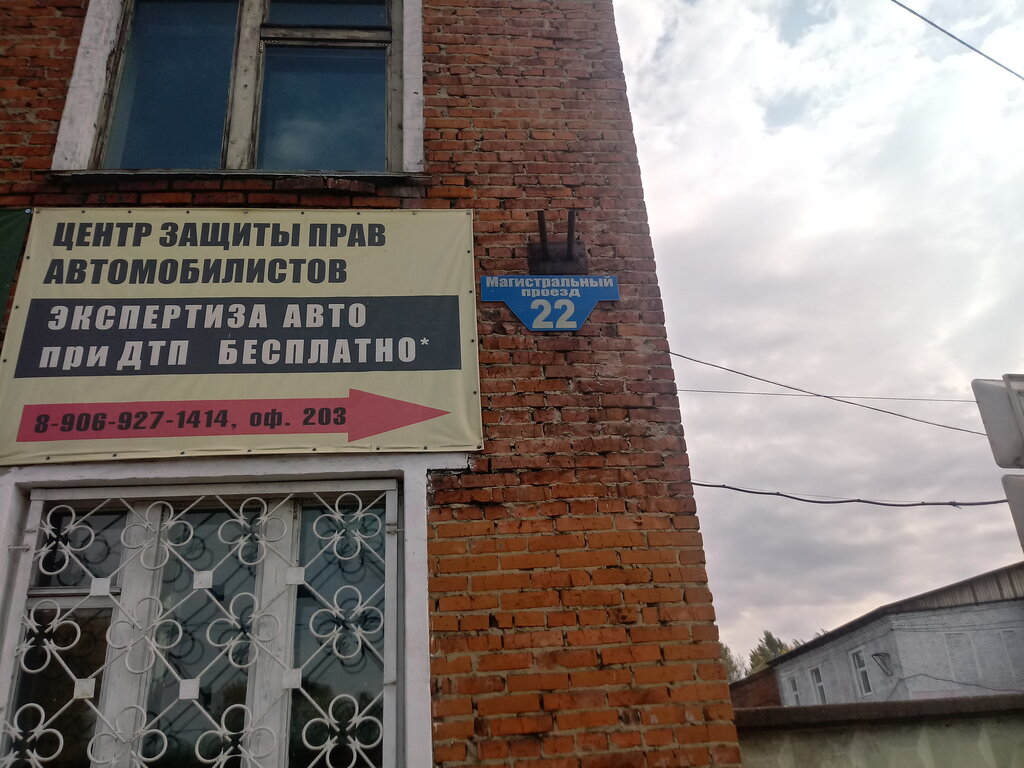 ЦЕНТР ЗАЩИТЫ ПРАВ
АВТОМОБИЛИСТОВ
ЭКСПЕРТИЗА АВТО
при ДТП БЕСПЛАТНО*
8-906-927-1414, оф. 203
Магистральный
проезд
22